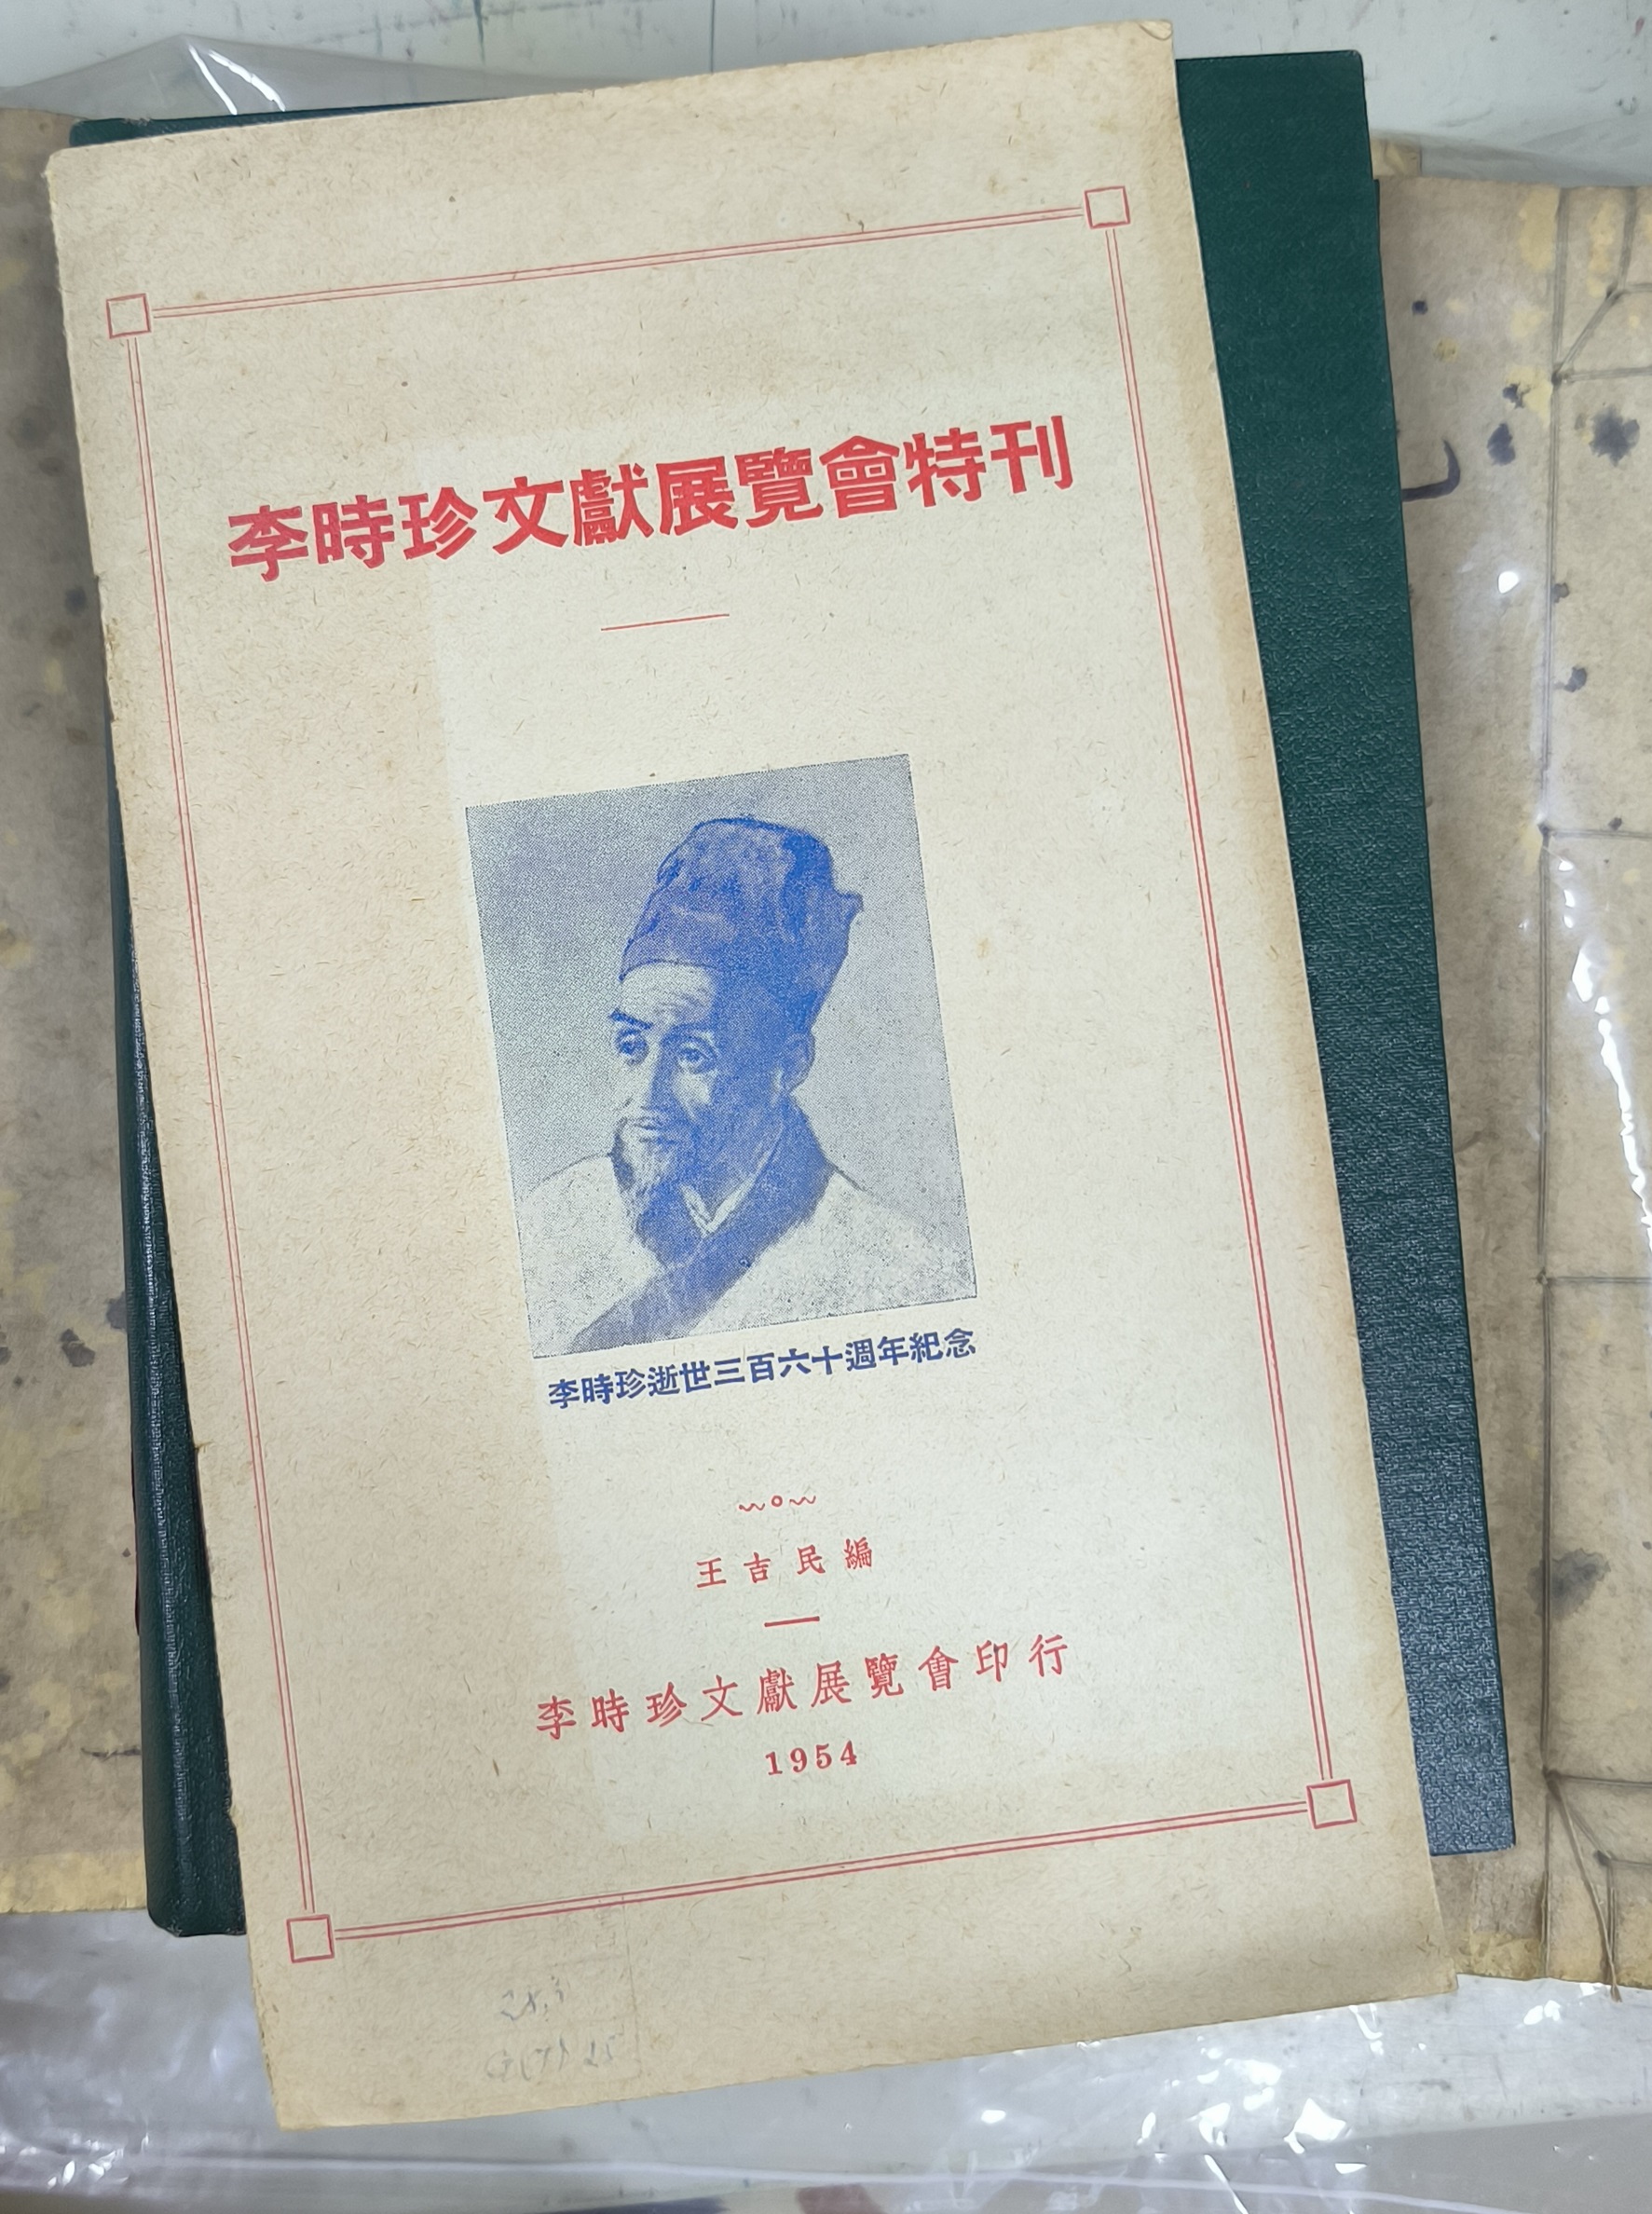 李時珍文獻展覽會特刊
李時珍逝世三百六十週年紀念
王吉民編
李時珍文獻展覽會印行
1954